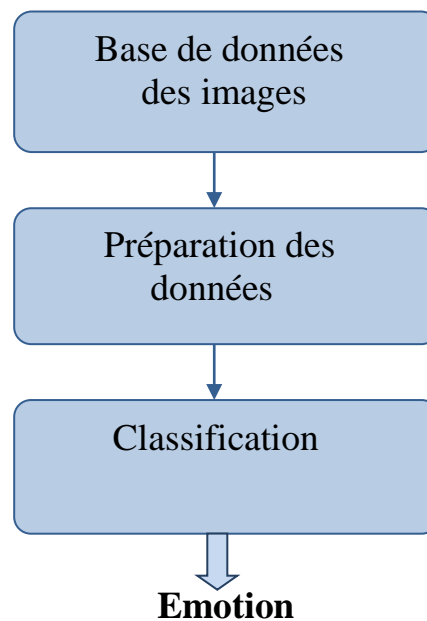 Base de données
des images
Préparation des
données
Classification
Emotion